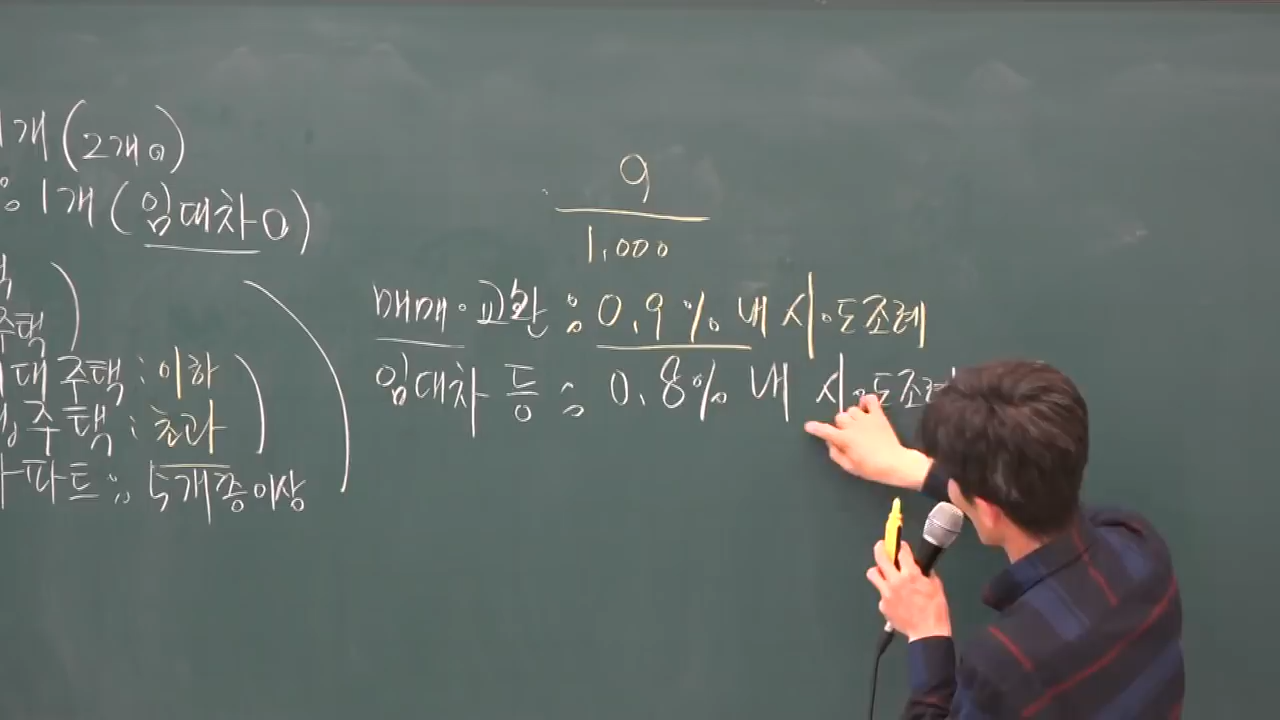 1개 (2개 ○)
1개 (임대차 ○)
주택
대 주택 : 이하
주택 : 초과
파트 : 5개층 이상
9
1,000
매매·교환 : 0.9% 내 시·도조례
임대차 등 : 0.8% 내 시·도조례